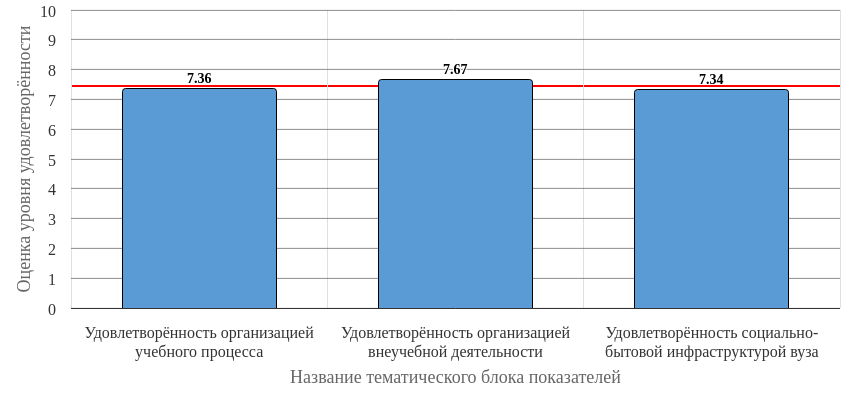 Оценка уровня удовлетворённости
10
9
8
7
6
5
4
3
2
1
0
7.36
7.67
7.34
Удовлетворённость организацией
учебного процесса
Удовлетворённость организацией
внеучебной деятельности
Удовлетворённость социально-
бытовой инфраструктурой вуза
Название тематического блока показателей